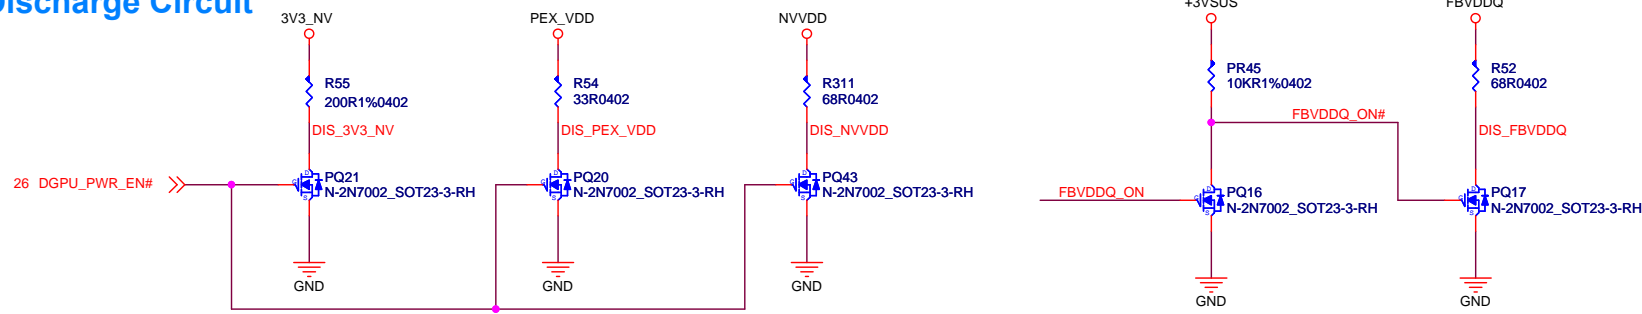 Discharge Circuit
3V3_NV
PEX_VDD
NVVDD
+3VSUS
FBVDDQ
R55
200R1%0402
R54
33R0402
R311
68R0402
PR45
10KR1%0402
R52
68R0402
DIS_3V3_NV
DIS_PEX_VDD
DIS_NVVDD
FBVDDQ_ON#
DIS_FBVDDQ
26 DGPU_PWR_EN#
D
G
S
PQ21
N-2N7002_SOT23-3-RH
D
G
S
PQ20
N-2N7002_SOT23-3-RH
D
G
S
PQ43
N-2N7002_SOT23-3-RH
FBVDDQ_ON
D
G
S
PQ16
N-2N7002_SOT23-3-RH
D
G
S
PQ17
N-2N7002_SOT23-3-RH
GND
GND
GND
GND
GND